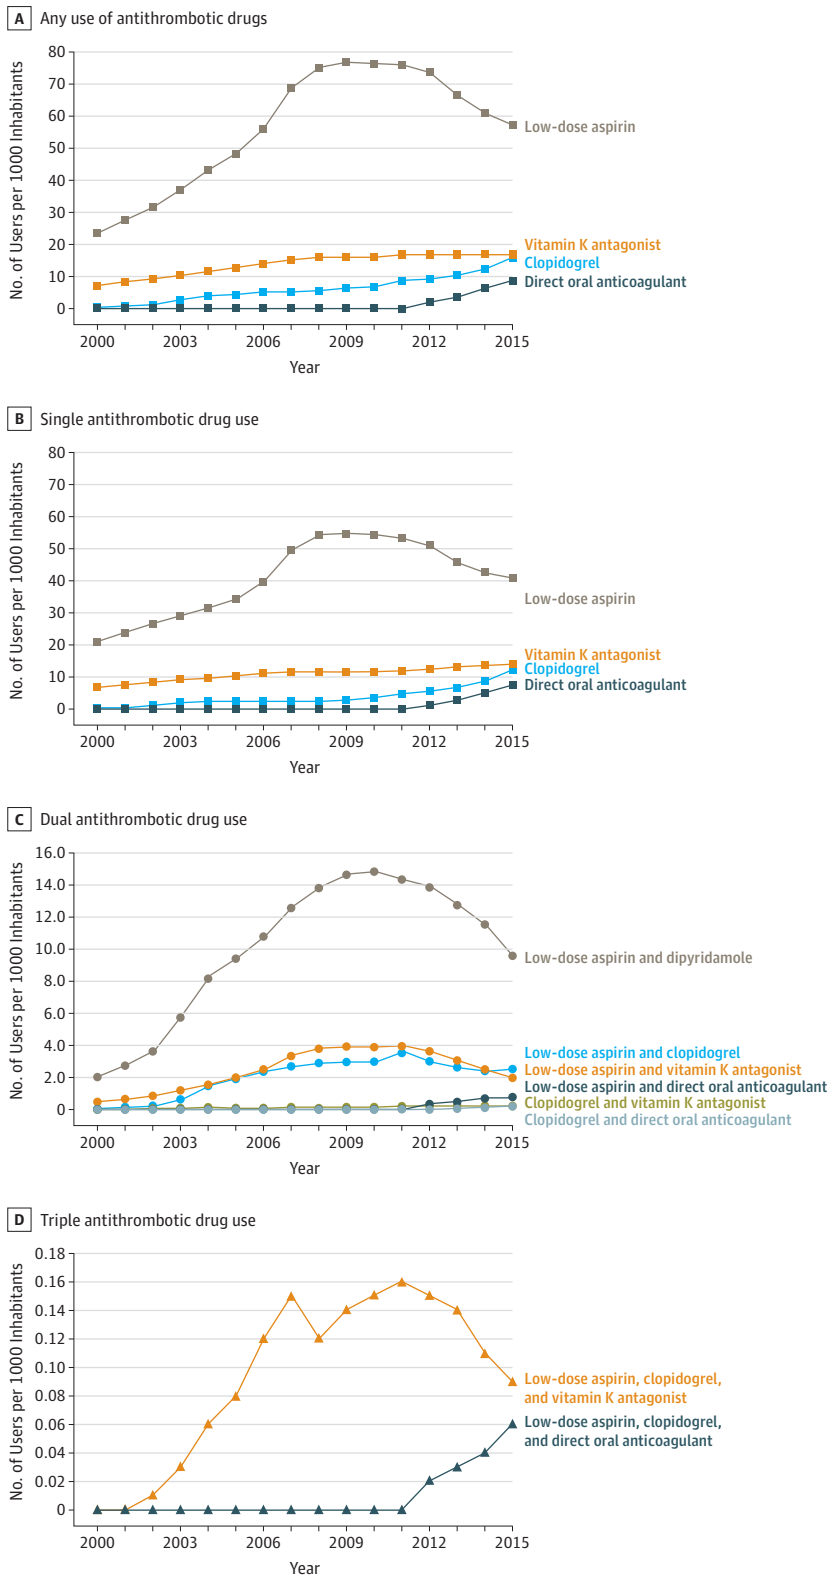 A Any use of antithrombotic drugs
80
70
60
50
40
30
20
10
0
No. of Users per 1000 Inhabitants
Low-dose aspirin
Vitamin K antagonist
Clopidogrel
Direct oral anticoagulant
2000 2003 2006 2009 2012 2015
Year
B Single antithrombotic drug use
80
70
60
50
40
30
20
10
0
No. of Users per 1000 Inhabitants
Low-dose aspirin
Vitamin K antagonist
Clopidogrel
Direct oral anticoagulant
2000 2003 2006 2009 2012 2015
Year
C Dual antithrombotic drug use
16.0
14.0
12.0
10.0
8.0
6.0
4.0
2.0
0
No. of Users per 1000 Inhabitants
Low-dose aspirin and dipyridamole
Low-dose aspirin and clopidogrel
Low-dose aspirin and vitamin K antagonist
Low-dose aspirin and direct oral anticoagulant
Clopidogrel and vitamin K antagonist
Clopidogrel and direct oral anticoagulant
2000 2003 2006 2009 2012 2015
Year
D Triple antithrombotic drug use
0.18
0.16
0.14
0.12
0.10
0.08
0.06
0.04
0.02
0
No. of Users per 1000 Inhabitants
Low-dose aspirin, clopidogrel,
and vitamin K antagonist
Low-dose aspirin, clopidogrel,
and direct oral anticoagulant
2000 2003 2006 2009 2012 2015
Year